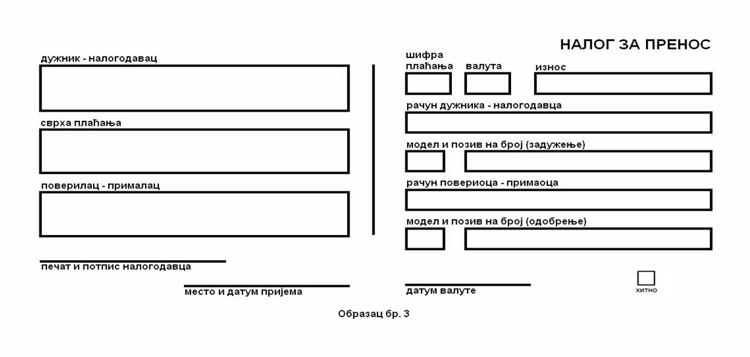 НАЛОГ ЗА ПРЕНОС
дужник - налогодавац
сврха плаћања
поверилац - прималац
печат и потпис налогодавца
место и датум пријема
шифра
плаћања
валута
износ
рачун дужника - налогодавца
модел и позив на број (задужење)
рачун повериоца - примаоца
модел и позив на број (одобрење)
датум валуте
хитно
Образац бр. 3